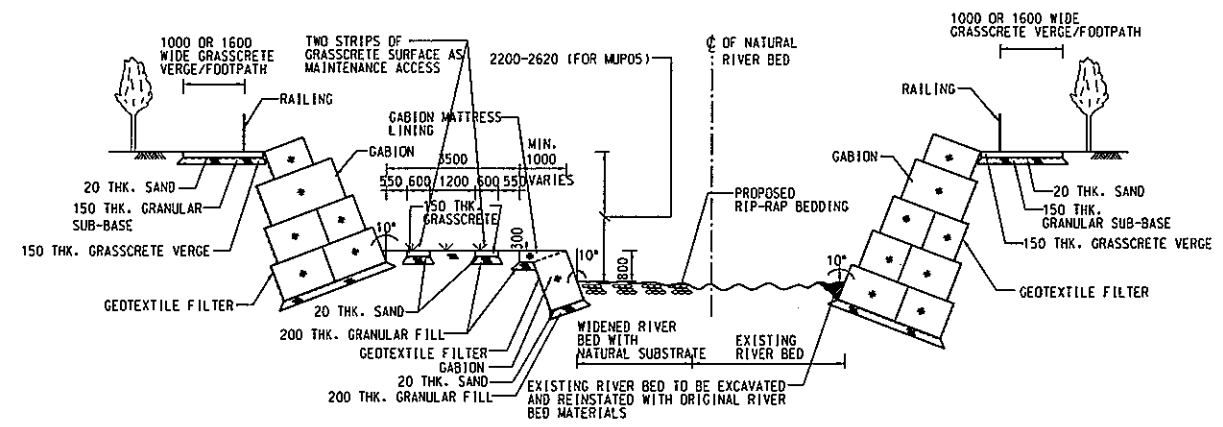 1000 OR 1600
WIDE GRASSCRETE
VERGE/FOOTPATH
RAILING
TWO STRIPS OF
GRASSCRETE SURFACE AS
MAINTENANCE ACCESS
2200-2620 (FOR MUP05)
℄ OF NATURAL
RIVER BED
1000 OR 1600 WIDE
GRASSCRETE VERGE/FOOTPATH
RAILING
GABION MATTRESS
LINING
MIN.
3500
1000
GABION
550
600
1200
600
550
VARIES
150 THK.
GRASSCRETE
300
10°
10°
800
PROPOSED
RIP-RAP BEDDING
20 THK. SAND
150 THK. GRANULAR
SUB-BASE
150 THK. GRASSCRETE VERGE
GEOTEXTILE FILTER
20 THK. SAND
200 THK. GRANULAR FILL
GEOTEXTILE FILTER
GABION
20 THK. SAND
200 THK. GRANULAR FILL
WIDENED RIVER
BED WITH
NATURAL SUBSTRATE
EXISTING
RIVER BED
EXISTING RIVER BED TO BE EXCAVATED
AND REINSTATED WITH ORIGINAL RIVER
BED MATERIALS
GABION
10°
20 THK. SAND
150 THK.
GRANULAR SUB-BASE
150 THK. GRASSCRETE VERGE
GEOTEXTILE FILTER